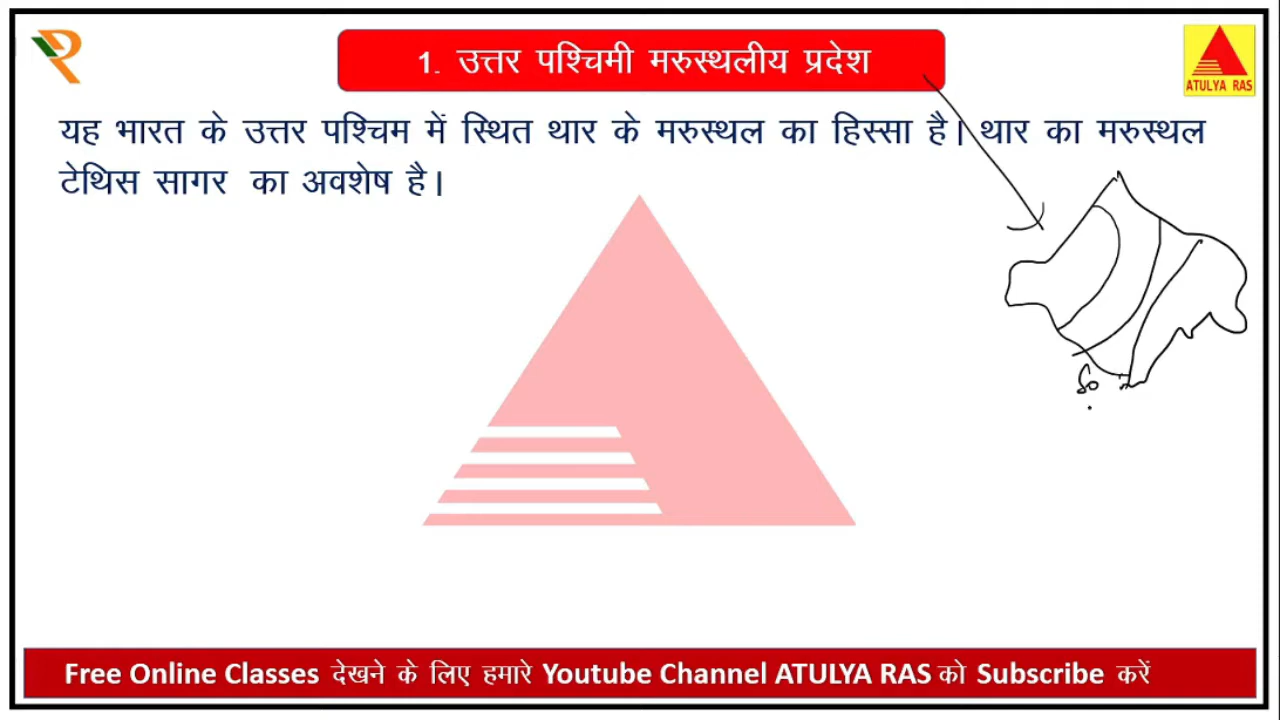 1. उत्तर पश्चिमी मरुस्थलीय प्रदेश
ATULYA RAS
यह भारत के उत्तर पश्चिम में स्थित थार के मरुस्थल का हिस्सा है। थार का मरुस्थल
टेथिस सागर का अवशेष है।
Free Online Classes देखने के लिए हमारे Youtube Channel ATULYA RAS को Subscribe करें